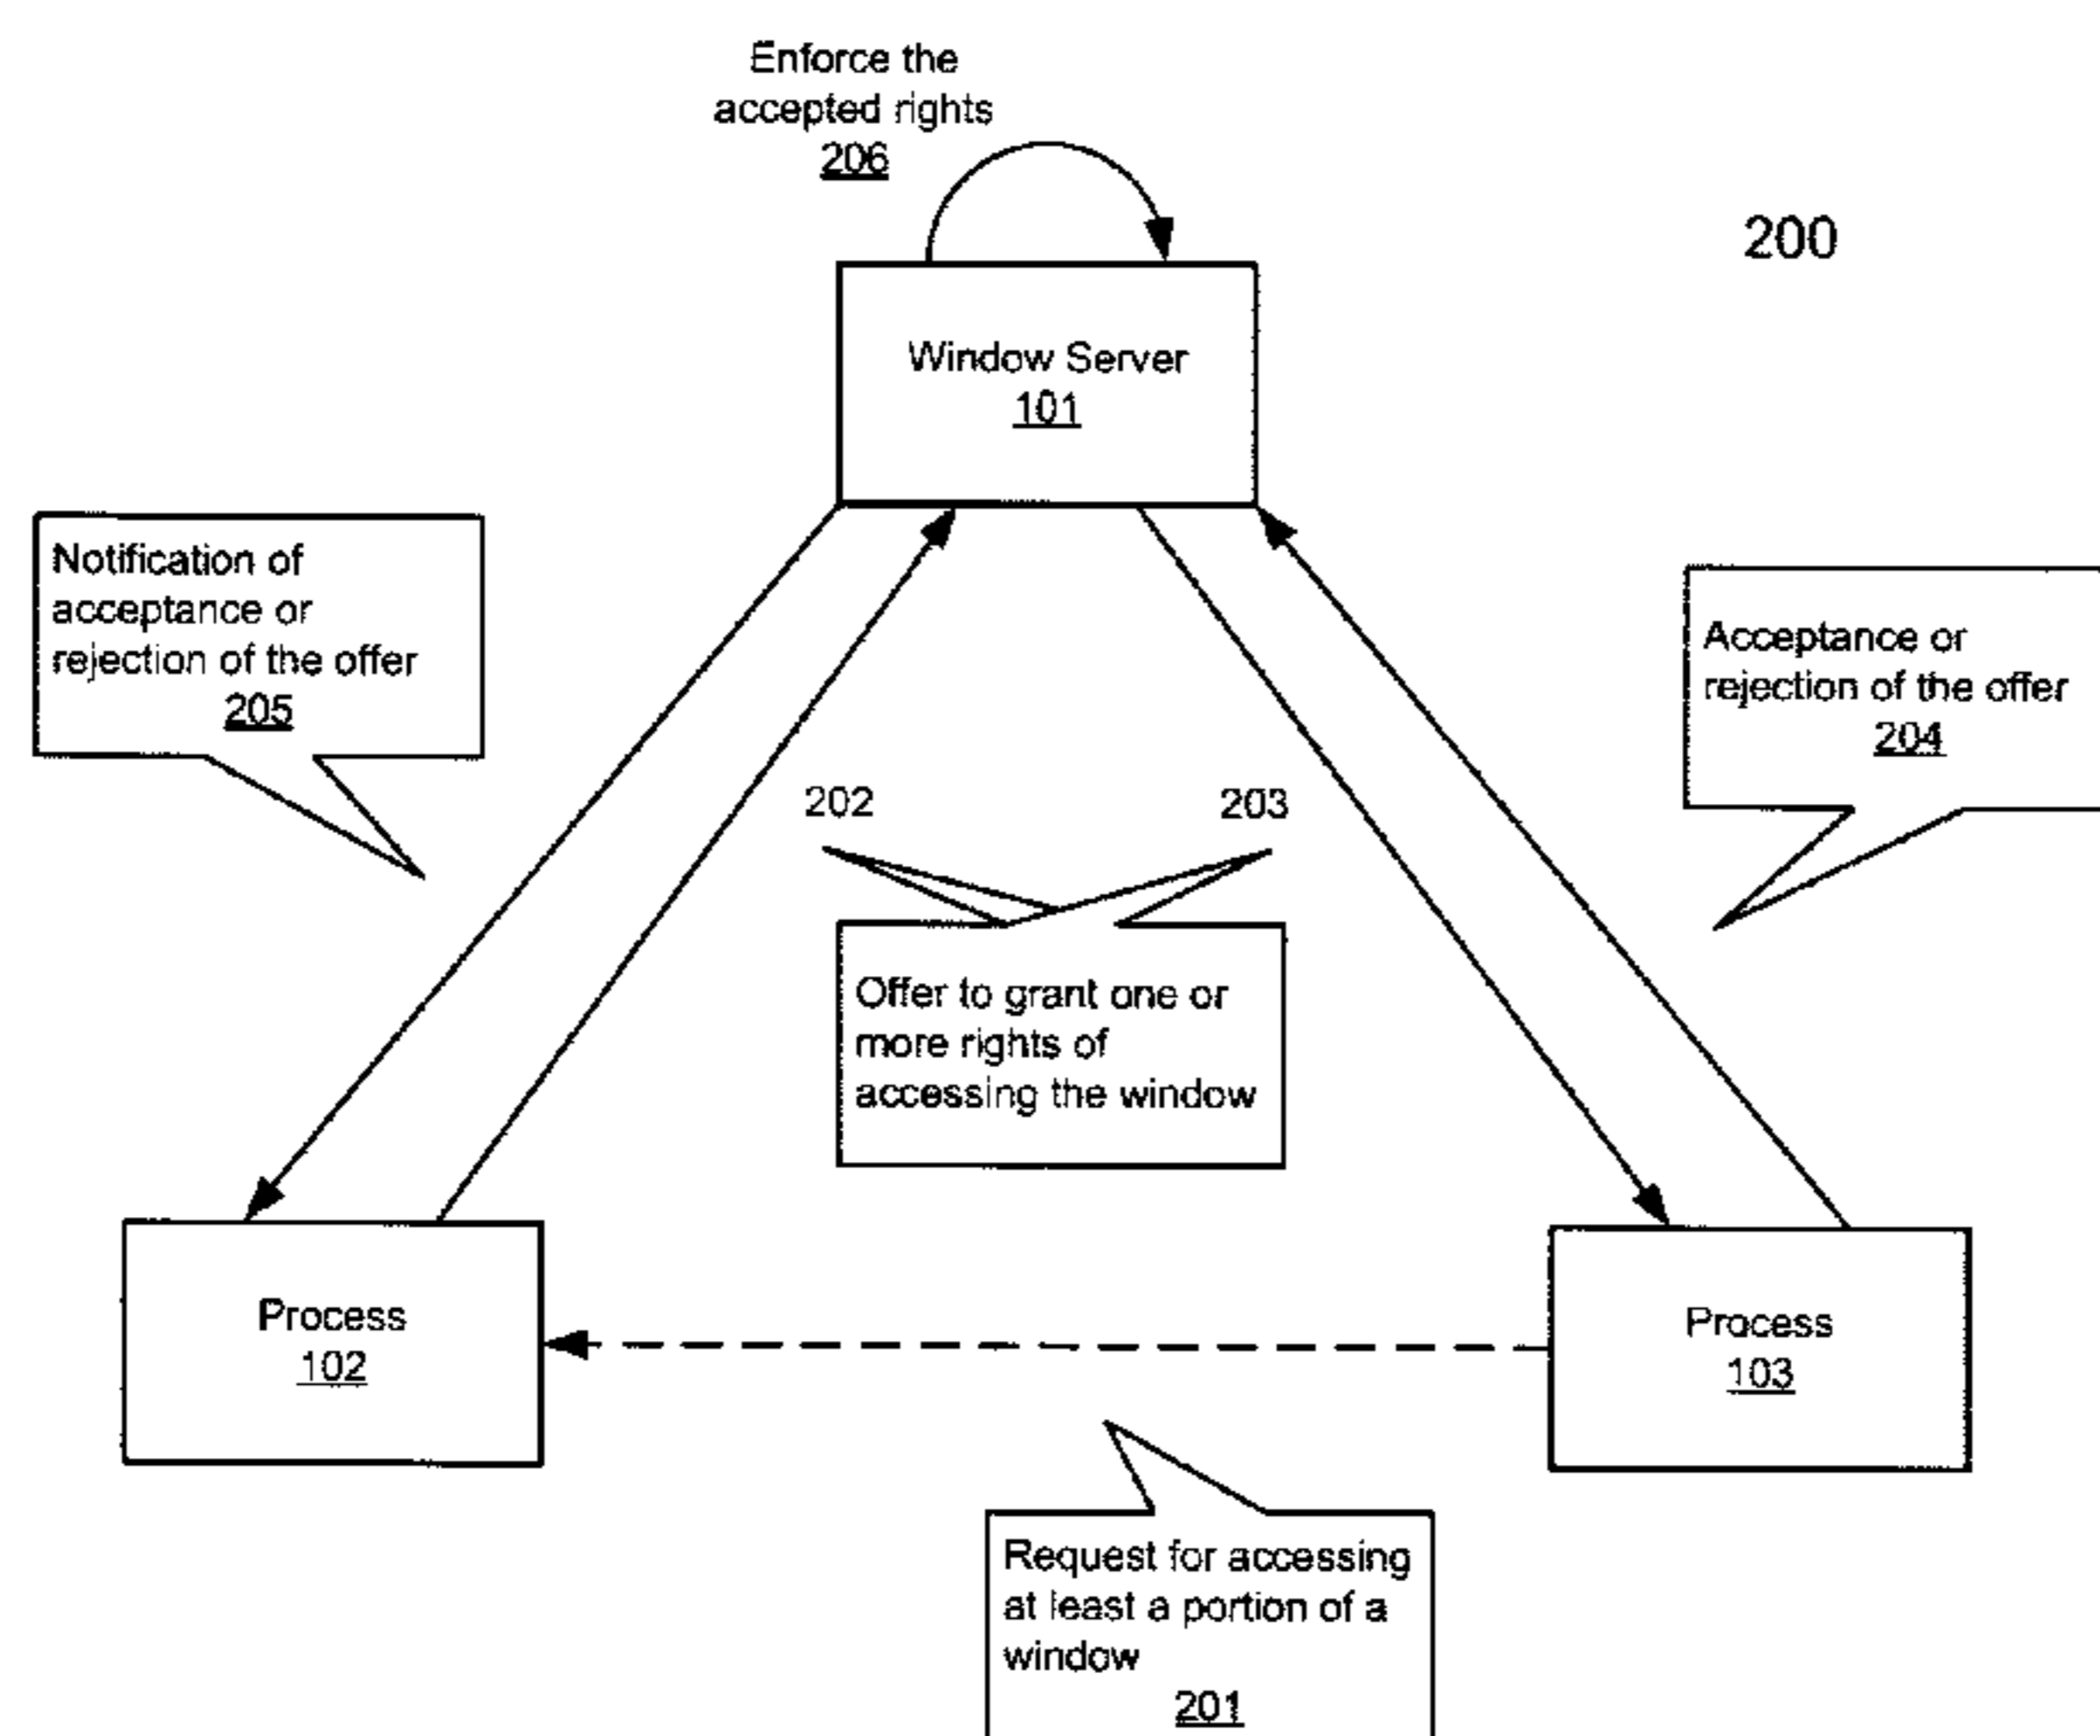 Enforce the
accepted rights
206
200
Window Server
101
Notification of
acceptance or
rejection of the offer
205
Acceptance or
rejection of the offer
204
202
203
Offer to grant one or
more rights of
accessing the window
Process
102
Process
103
Request for accessing
at least a portion of a
window
201